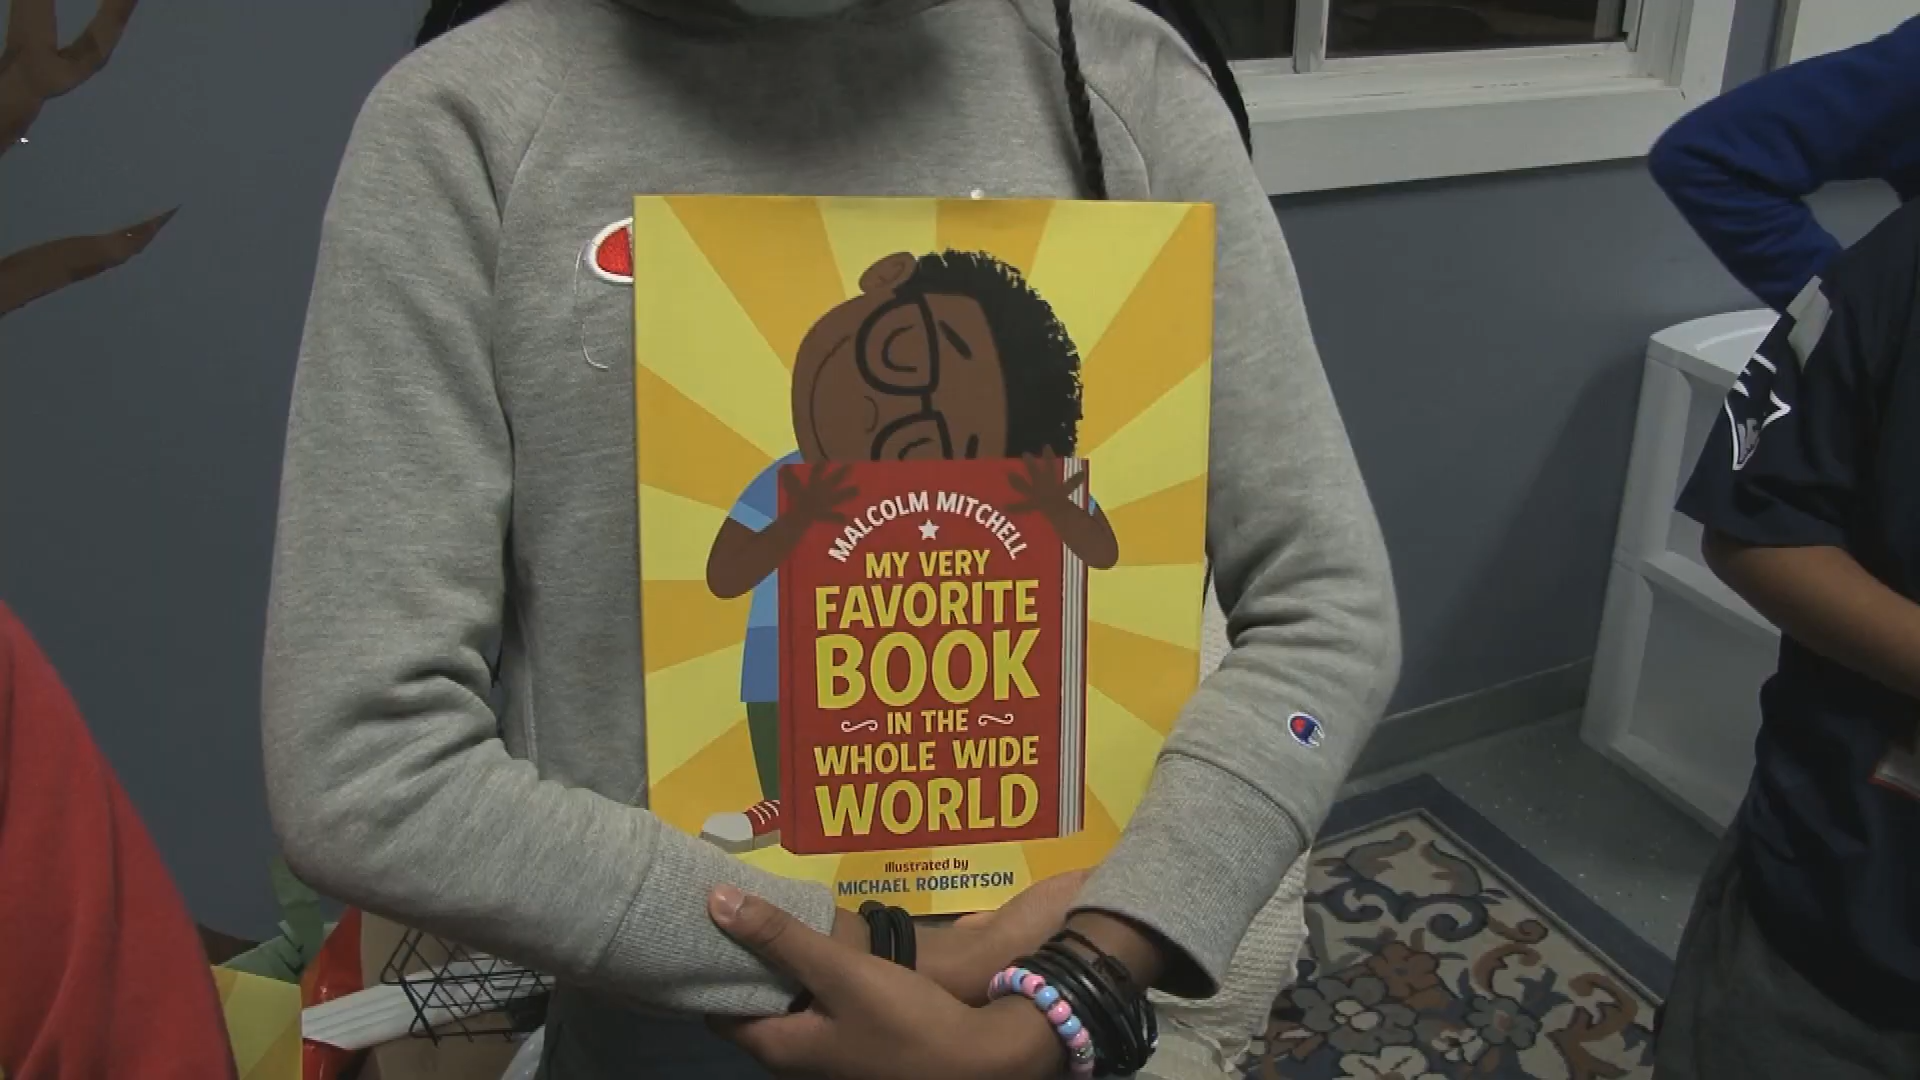 MALCOLM MITCHELL
MY VERY
FAVORITE
BOOK
IN THE
WHOLE WIDE
WORLD
Illustrated by
MICHAEL ROBERTSON